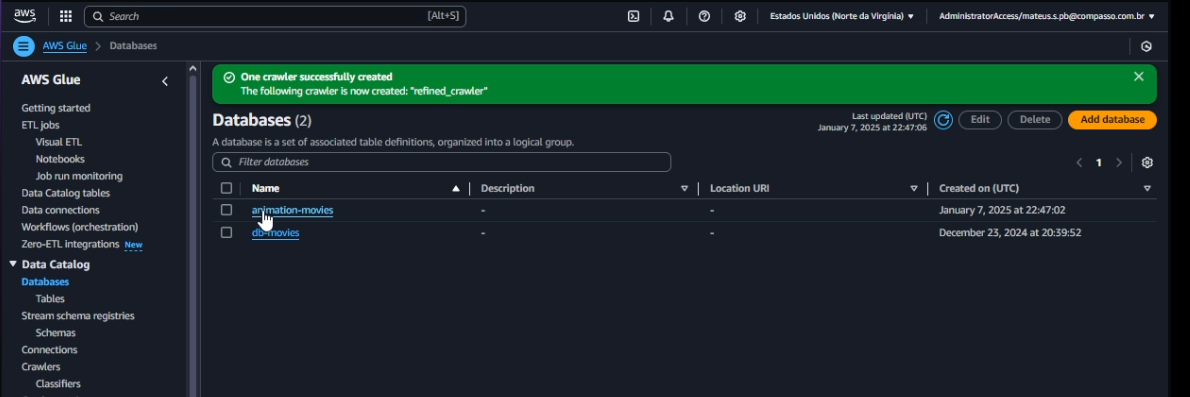 aws
Search [Alt+S]
Estados Unidos (Norte da Virgínia) ▼ AdministratorAccess/mateus.s.pb@compasso.com.br ▼
AWS Glue > Databases
AWS Glue
Getting started
ETL jobs
Visual ETL
Notebooks
Job run monitoring
Data Catalog tables
Data connections
Workflows (orchestration)
Zero-ETL integrations New
▼ Data Catalog
Databases
Tables
Stream schema registries
Schemas
Connections
Crawlers
Classifiers
One crawler successfully created
The following crawler is now created: "refined_crawler"
Databases (2)
Last updated (UTC)
January 7, 2025 at 22:47:06
Edit Delete Add database
A database is a set of associated table definitions, organized into a logical group.
Filter databases
< 1 >
Name Description Location URI Created on (UTC)
animation-movies - - January 7, 2025 at 22:47:02
db-movies - - December 23, 2024 at 20:39:52